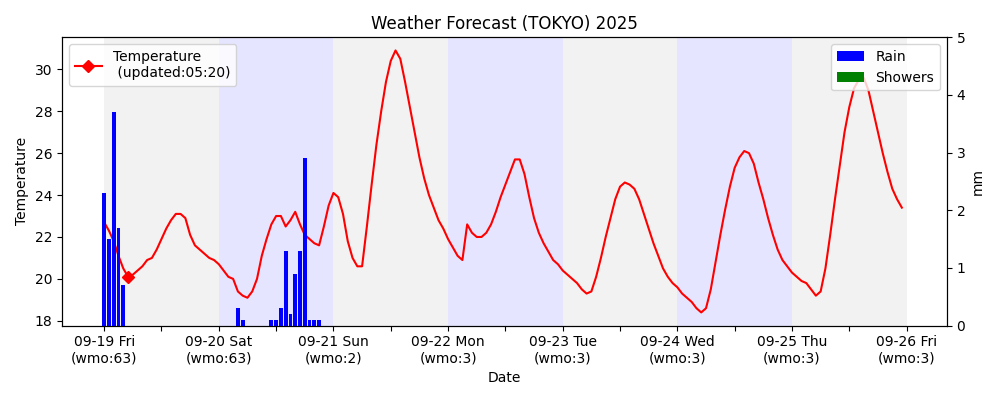 Weather Forecast (TOKYO) 2025
Temperature
(updated:05:20)
Rain
Showers
Temperature
30
28
26
24
22
20
18
5
4
3
2
1
0
mm
09-19 Fri
(wmo:63)
09-20 Sat
(wmo:63)
09-21 Sun
(wmo:2)
09-22 Mon
(wmo:3)
09-23 Tue
(wmo:3)
09-24 Wed
(wmo:3)
09-25 Thu
(wmo:3)
09-26 Fri
(wmo:3)
Date